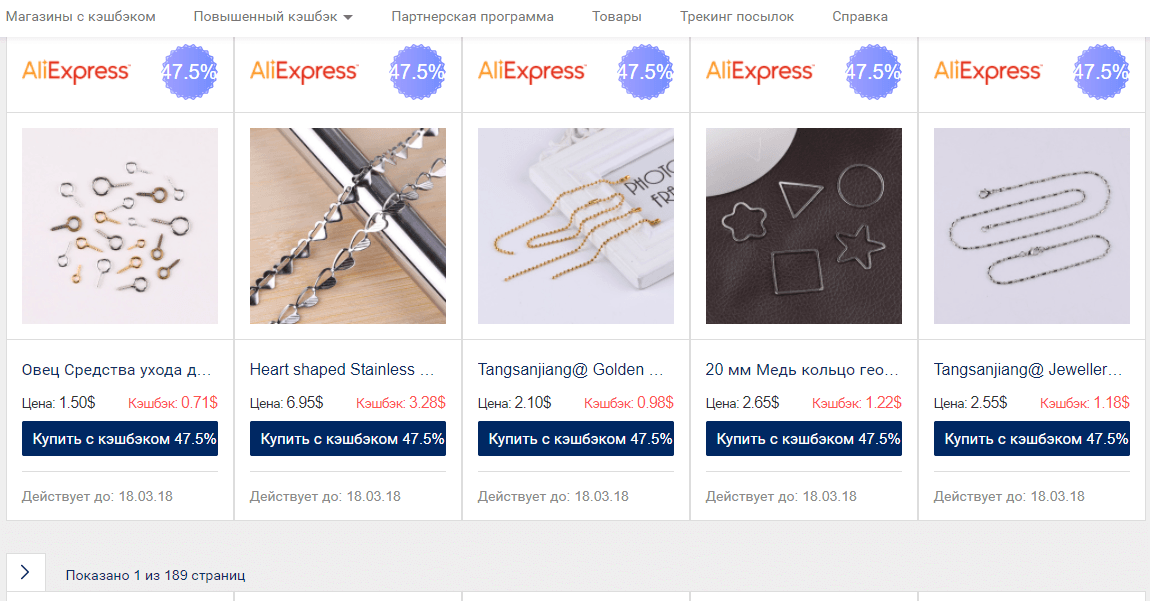 Магазины с кэшбэком Повышенный кэшбэк Партнерская программа Товары Трекинг посылок Справка
AliExpress 47.5% AliExpress 47.5% AliExpress 47.5% AliExpress 47.5% AliExpress 47.5%
PHOTO
FR
Овец Средства ухода д... Heart shaped Stainless ... Tangsanjiang@ Golden ... 20 мм Медь кольцо гео... Tangsanjiang@ Jeweller...
Цена: 1.50$ Кэшбэк: 0.71$ Цена: 6.95$ Кэшбэк: 3.28$ Цена: 2.10$ Кэшбэк: 0.98$ Цена: 2.65$ Кэшбэк: 1.22$ Цена: 2.55$ Кэшбэк: 1.18$
Купить с кэшбэком 47.5% Купить с кэшбэком 47.5% Купить с кэшбэком 47.5% Купить с кэшбэком 47.5% Купить с кэшбэком 47.5%
Действует до: 18.03.18 Действует до: 18.03.18 Действует до: 18.03.18 Действует до: 18.03.18 Действует до: 18.03.18
Показано 1 из 189 страниц